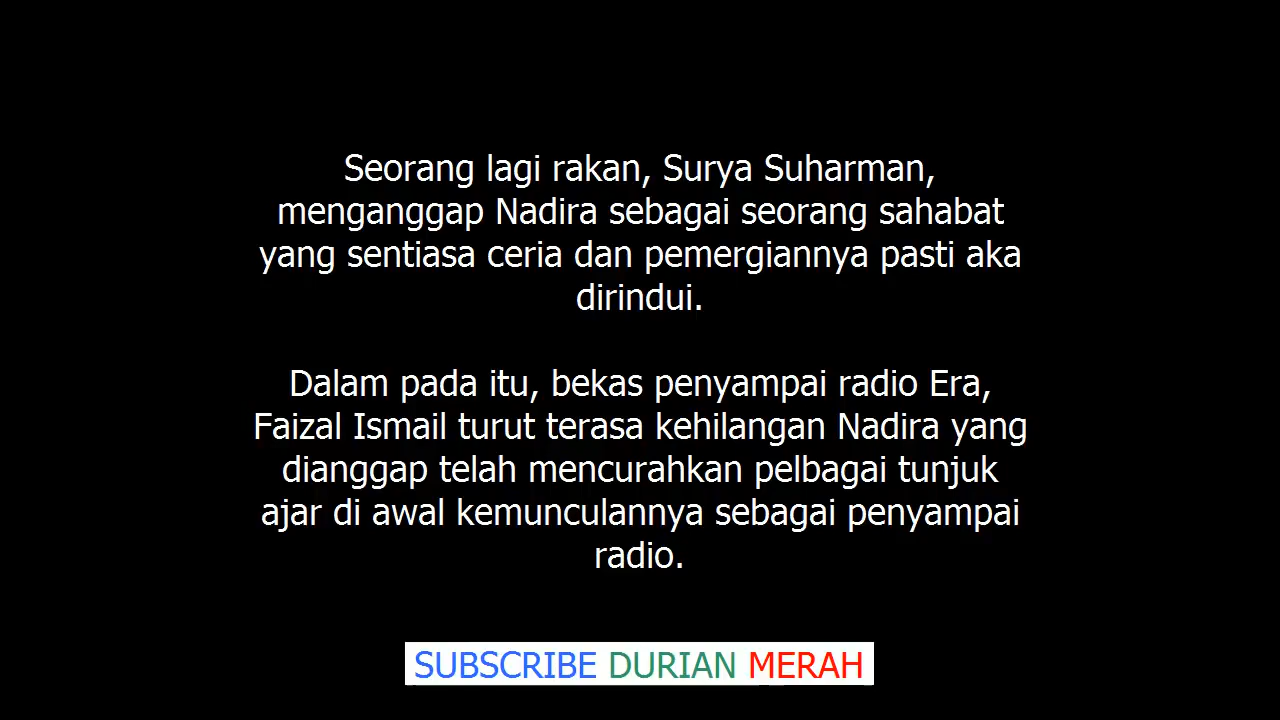 Seorang lagi rakan, Surya Suharman,
menganggap Nadira sebagai seorang sahabat
yang sentiasa ceria dan pemergiannya pasti aka
dirindui.
Dalam pada itu, bekas penyampai radio Era,
Faizal Ismail turut terasa kehilangan Nadira yang
dianggap telah mencurahkan pelbagai tunjuk
ajar di awal kemunculannya sebagai penyampai
radio.
SUBSCRIBE DURIAN MERAH